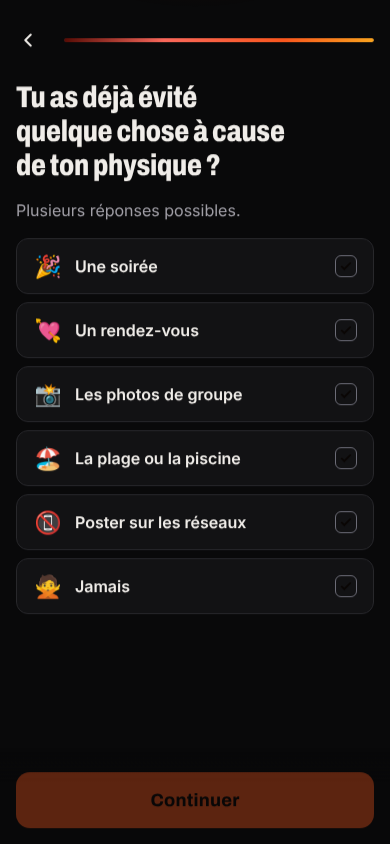 Tu as déjà évité
quelque chose à cause
de ton physique ?
Plusieurs réponses possibles.
Une soirée
Un rendez-vous
Les photos de groupe
La plage ou la piscine
Poster sur les réseaux
Jamais
Continuer